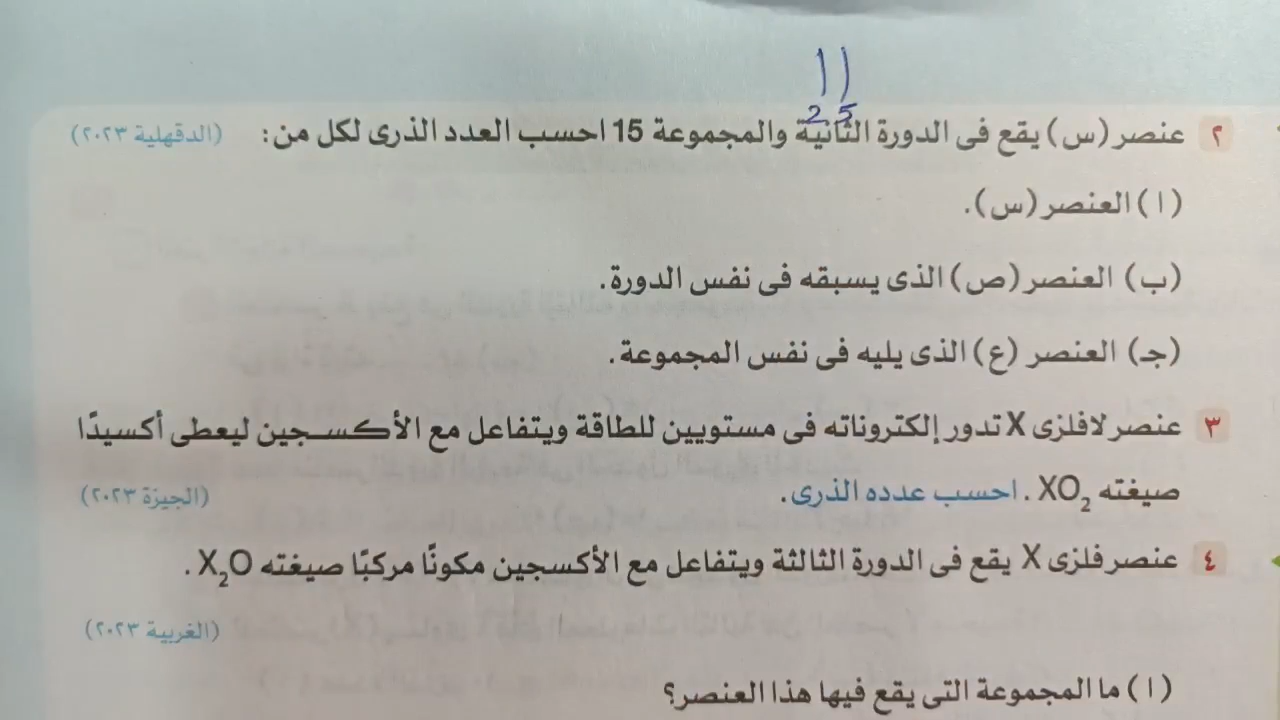 2 5
٢ عنصر (س) يقع فى الدورة الثانية والمجموعة 15 احسب العدد الذرى لكل من: (الدقهلية ٢٠٢٣)
(ا) العنصر (س).
(ب) العنصر (ص) الذى يسبقه فى نفس الدورة.
(جـ) العنصر (ع) الذى يليه فى نفس المجموعة.
٣ عنصر لافلزى X تدور إلكتروناته فى مستويين للطاقة ويتفاعل مع الأكسجين ليعطى أكسيدًا
صيغته XO₂. احسب عدده الذرى. (الجيزة ٢٠٢٣)
٤ عنصر فلزى X يقع فى الدورة الثالثة ويتفاعل مع الأكسجين مكونًا مركبًا صيغته X₂O.
(الغربية ٢٠٢٣)
(ا) ما المجموعة التى يقع فيها هذا العنصر؟